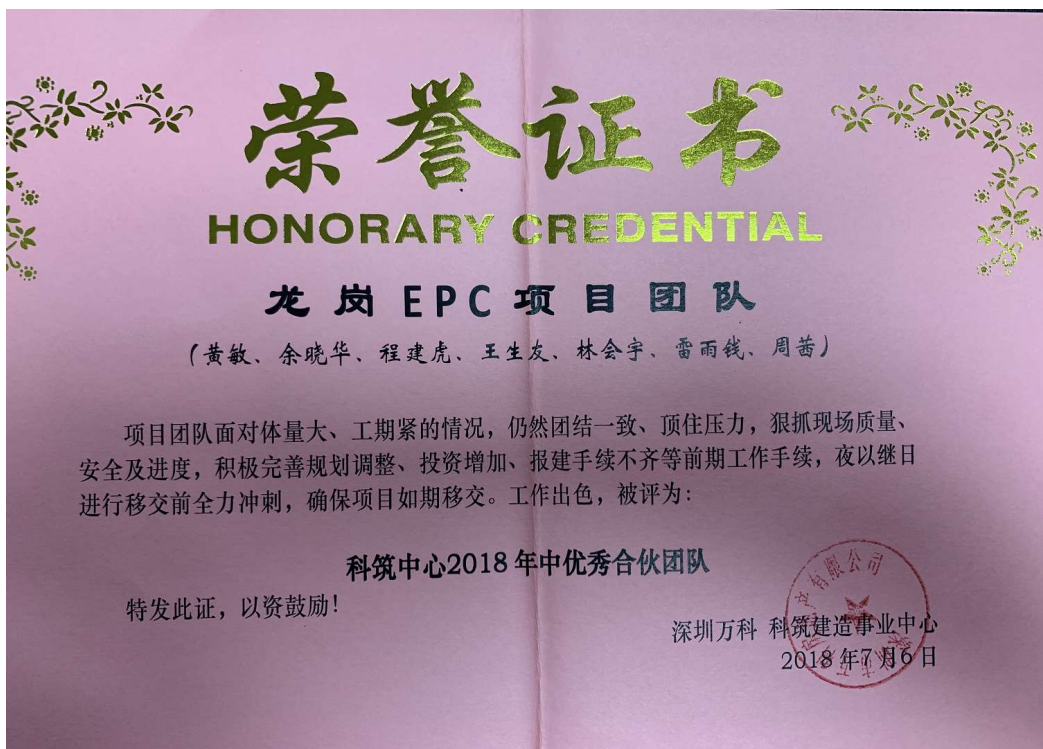 荣誉证书
HONORARY CREDENTIAL
龙岗EPC项目团队
(黄敏、余晓华、程建虎、王生友、林会宇、雷雨钱、周茜)
项目团队面对体量大、工期紧的情况，仍然团结一致、顶住压力，狠抓现场质量、
安全及进度，积极完善规划调整、投资增加、报建手续不齐等前期工作手续，夜以继日
进行移交前全力冲刺，确保项目如期移交。工作出色，被评为：
科筑中心2018年中优秀合伙团队
特发此证，以资鼓励！
深圳万科 科筑建造事业中心
2018年7月6日
产有限公司